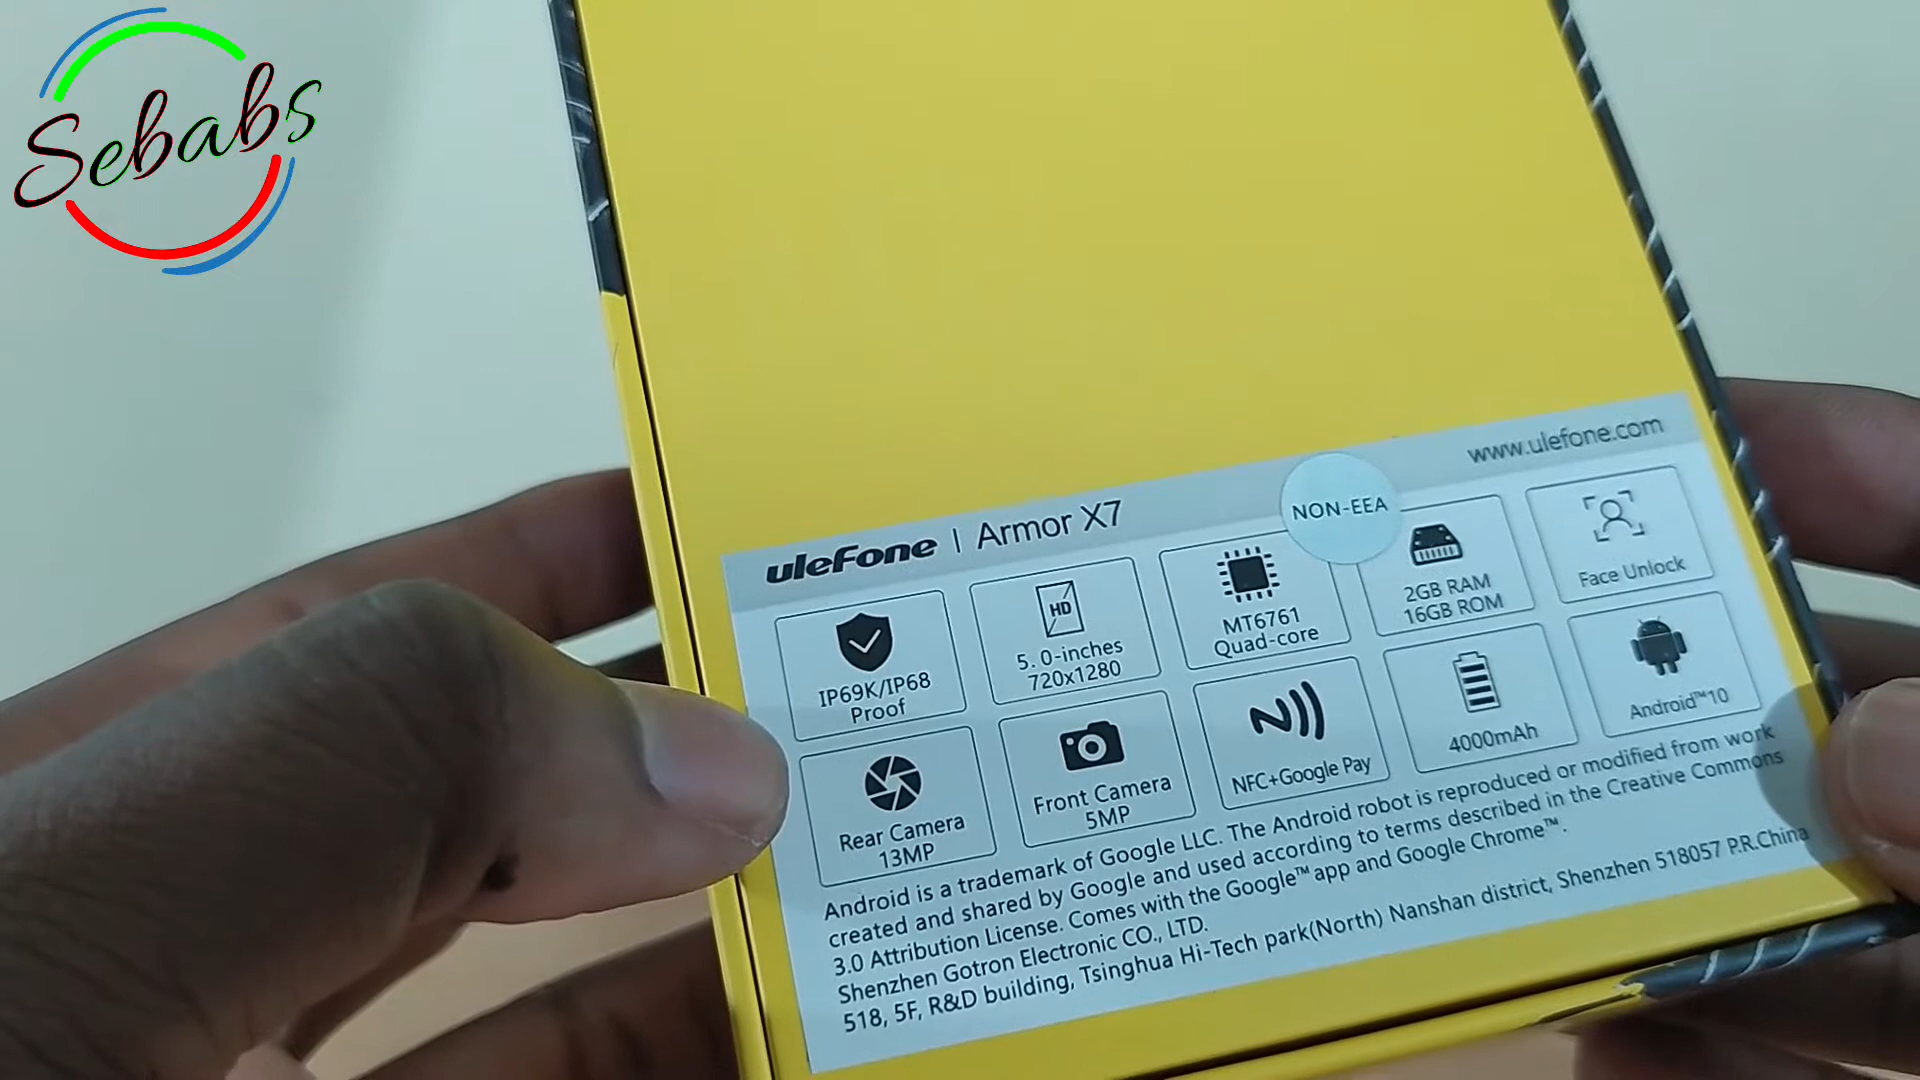 Sebabs
www.ulefone.com
uleFone | Armor X7
NON-EEA
IP69K/IP68
Proof
HD
5.0-inches
720x1280
MT6761
Quad-core
2GB RAM
16GB ROM
Face Unlock
Rear Camera
13MP
Front Camera
5MP
NFC+Google Pay
4000mAh
Android™10
Android is a trademark of Google LLC. The Android robot is reproduced or modified from work
created and shared by Google and used according to terms described in the Creative Commons
3.0 Attribution License. Comes with the Google™ app and Google Chrome™.
Shenzhen Gotron Electronic CO., LTD.
518, 5F, R&D building, Tsinghua Hi-Tech park(North) Nanshan district, Shenzhen 518057 P.R.China